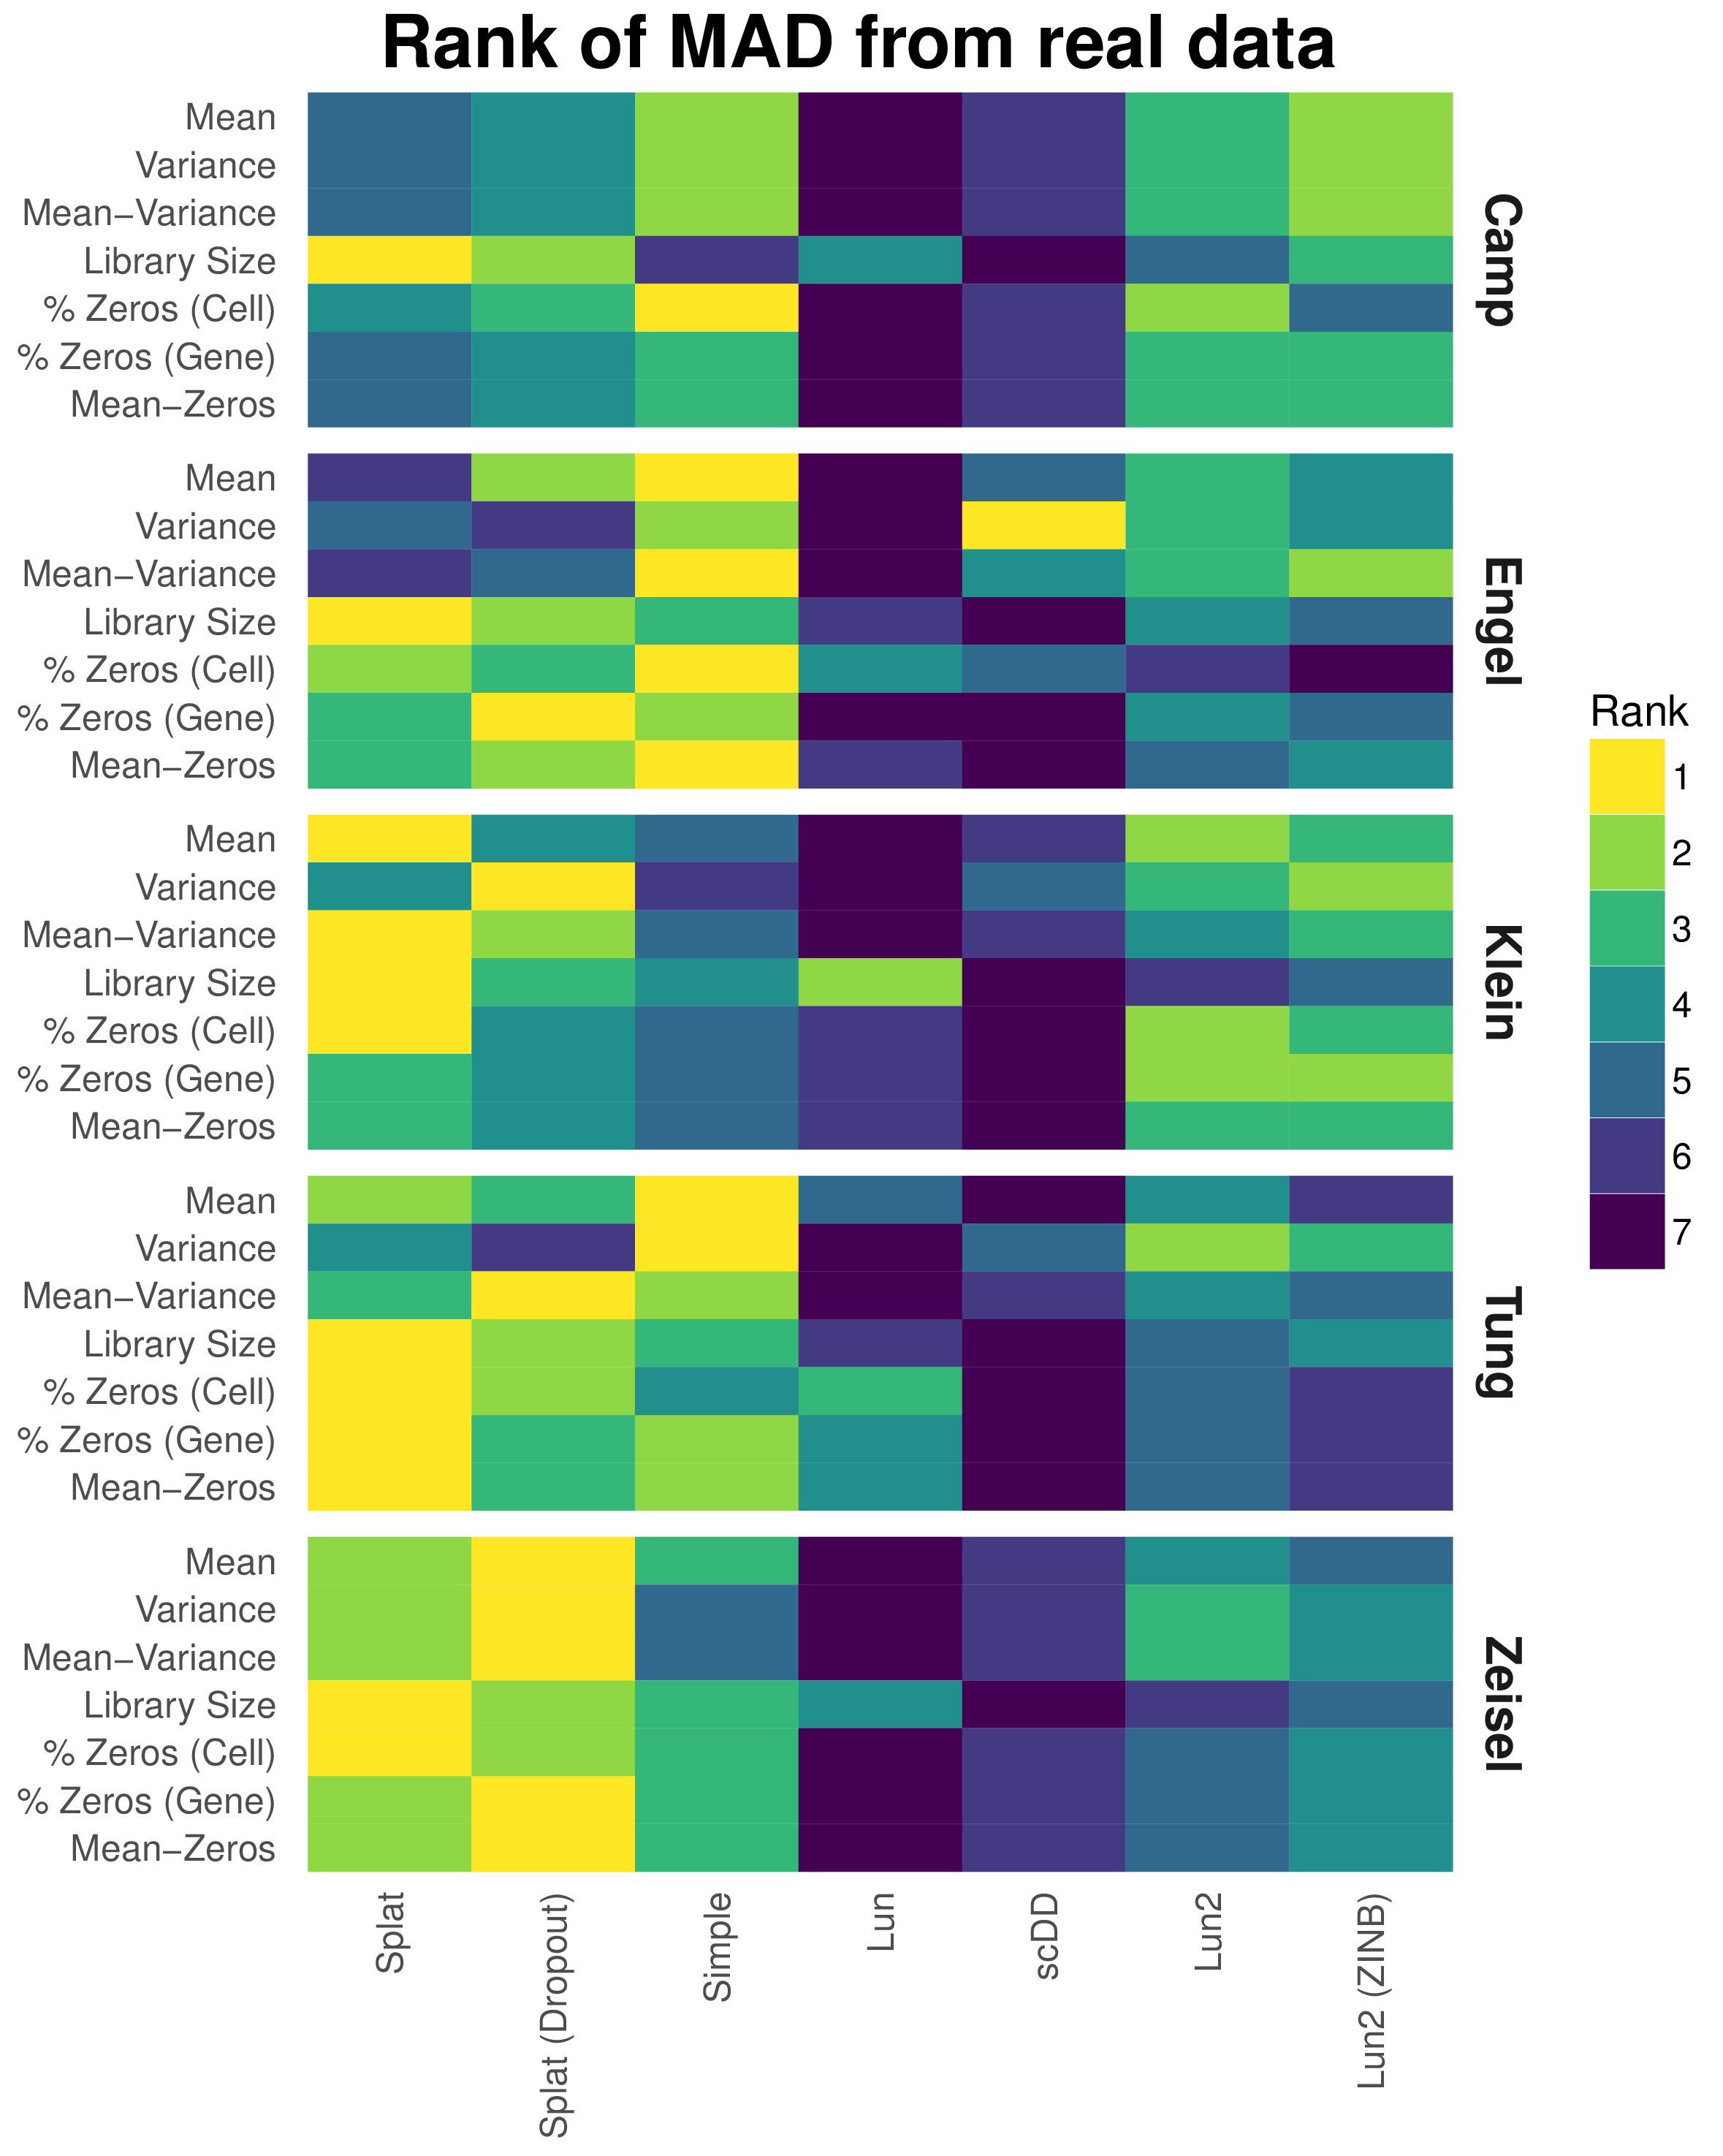 Rank of MAD from real data
Mean
Variance
Mean−Variance
Library Size
% Zeros (Cell)
% Zeros (Gene)
Mean−Zeros
Camp
Mean
Variance
Mean−Variance
Library Size
% Zeros (Cell)
% Zeros (Gene)
Mean−Zeros
Engel
Mean
Variance
Mean−Variance
Library Size
% Zeros (Cell)
% Zeros (Gene)
Mean−Zeros
Klein
Mean
Variance
Mean−Variance
Library Size
% Zeros (Cell)
% Zeros (Gene)
Mean−Zeros
Tung
Mean
Variance
Mean−Variance
Library Size
% Zeros (Cell)
% Zeros (Gene)
Mean−Zeros
Zeisel
Splat
Splat (Dropout)
Simple
Lun
scDD
Lun2
Lun2 (ZINB)
Rank
1
2
3
4
5
6
7